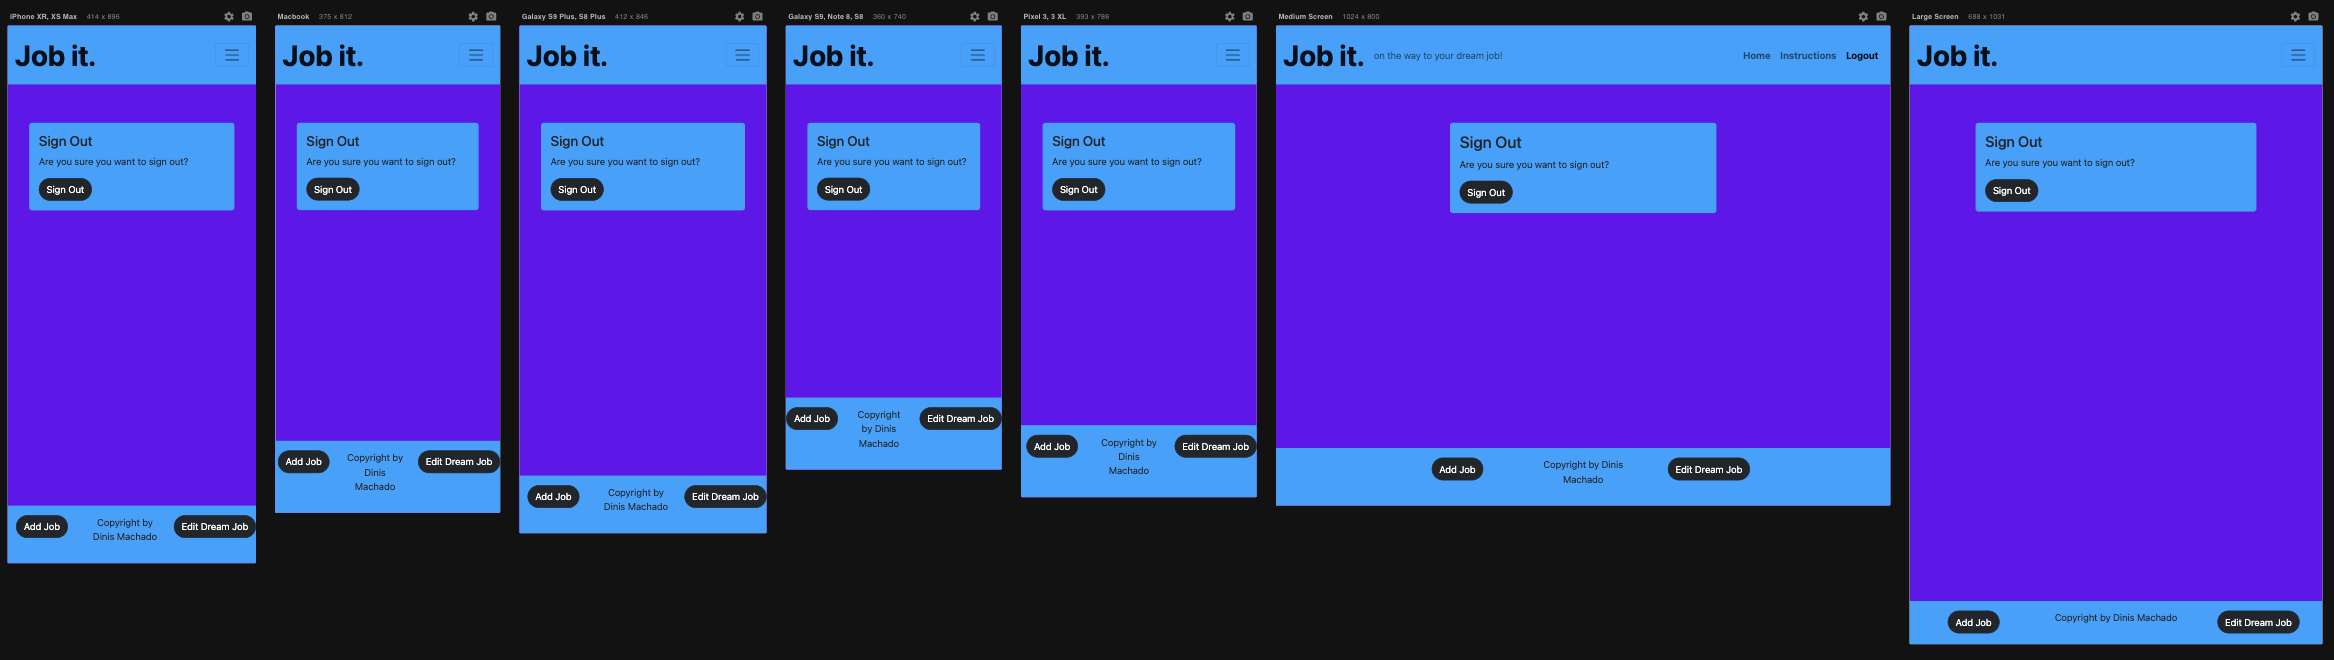 iPhone XR, XS Max 414 x 896
Job it.
Sign Out
Are you sure you want to sign out?
Sign Out
Add Job
Copyright by
Dinis Machado
Edit Dream Job
Macbook 375 x 812
Job it.
Sign Out
Are you sure you want to sign out?
Sign Out
Add Job
Copyright by
Dinis
Machado
Edit Dream Job
Galaxy S9 Plus, S8 Plus 412 x 846
Job it.
Sign Out
Are you sure you want to sign out?
Sign Out
Add Job
Copyright by
Dinis Machado
Edit Dream Job
Galaxy S9, Note 8, S8 360 x 740
Job it.
Sign Out
Are you sure you want to sign out?
Sign Out
Add Job
Copyright
by Dinis
Machado
Edit Dream Job
Pixel 3, 3 XL 393 x 786
Job it.
Sign Out
Are you sure you want to sign out?
Sign Out
Add Job
Copyright by
Dinis
Machado
Edit Dream Job
Medium Screen 1024 x 800
Job it. on the way to your dream job! Home Instructions Logout
Sign Out
Are you sure you want to sign out?
Sign Out
Add Job
Copyright by Dinis
Machado
Edit Dream Job
Large Screen 688 x 1031
Job it.
Sign Out
Are you sure you want to sign out?
Sign Out
Add Job
Copyright by Dinis Machado
Edit Dream Job